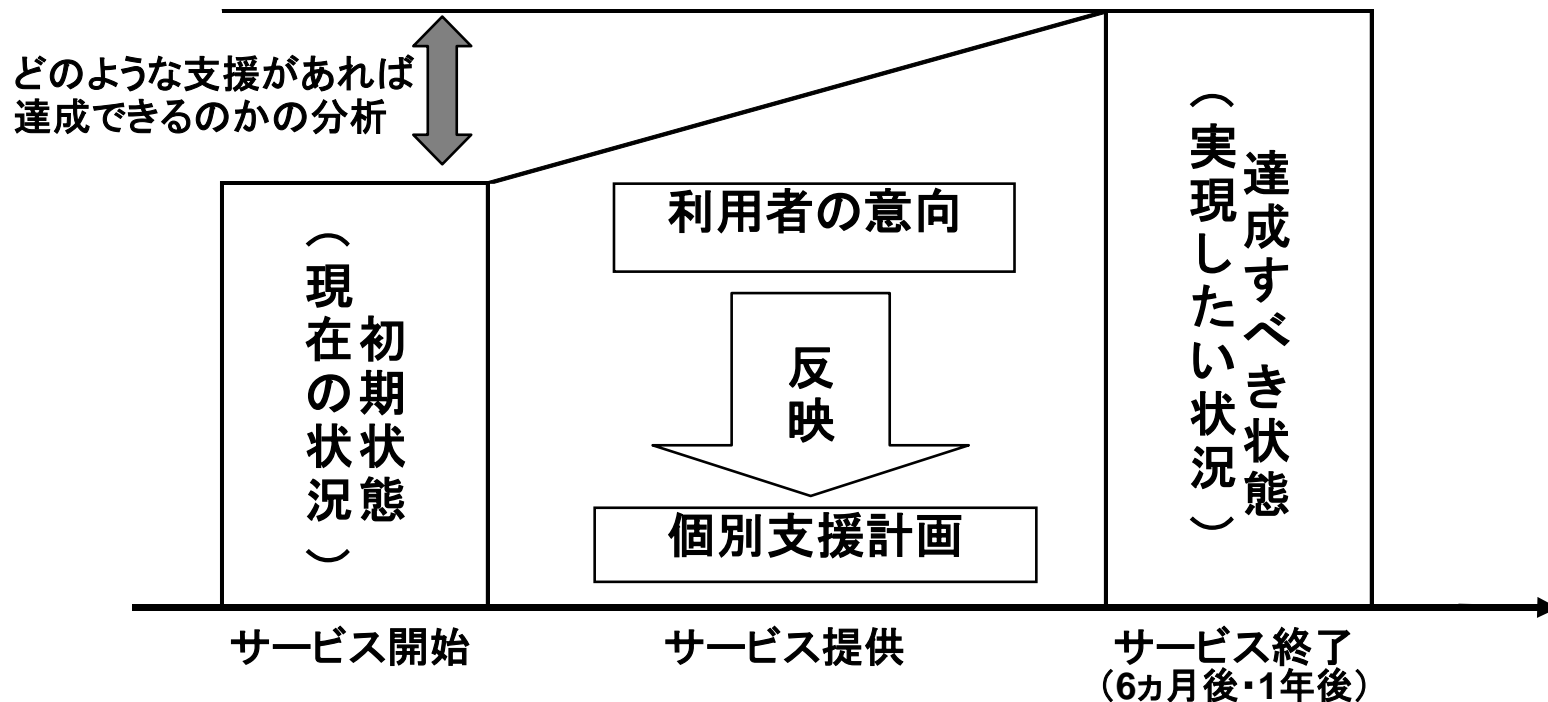 どのような支援があれば
達成できるのかの分析
初期状態
（現在の状況）
利用者の意向
反映
個別支援計画
達成すべき状態
（実現したい状況）
サービス開始
サービス提供
サービス終了
（6ヵ月後・1年後）